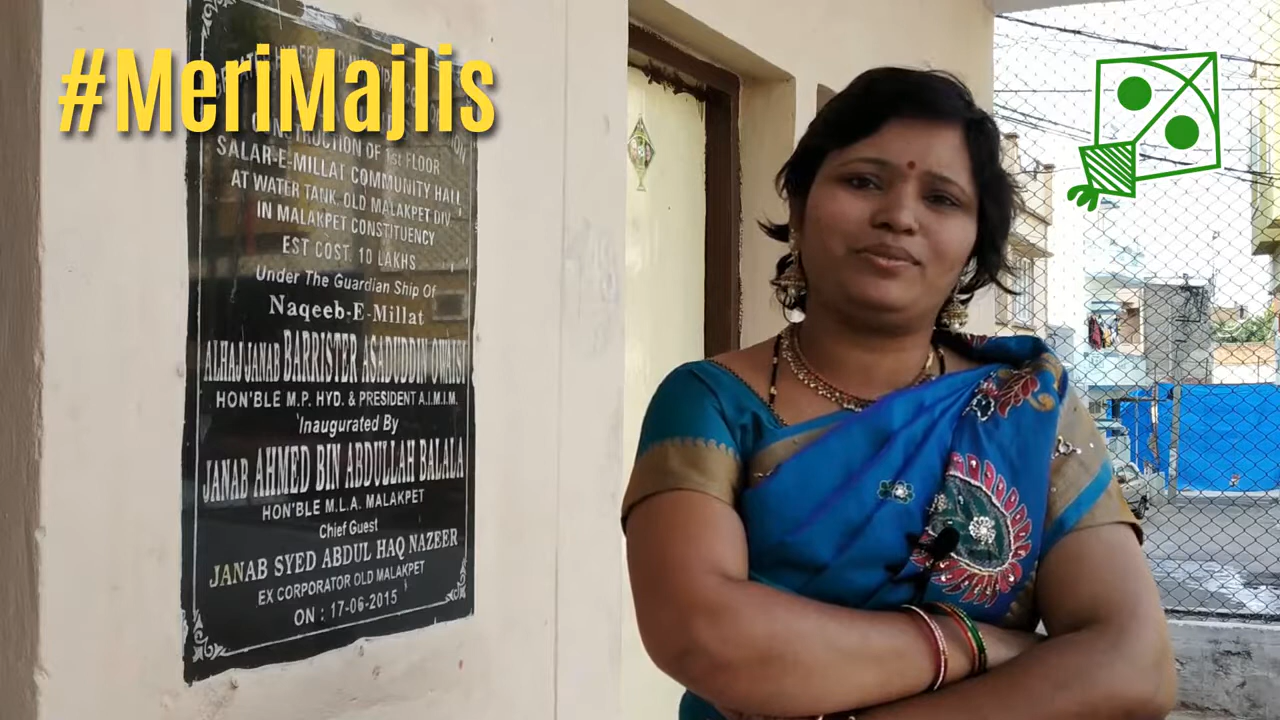 #MeriMajlis
CONSTRUCTION OF 1st FLOOR
SALAR-E-MILLAT COMMUNITY HALL
AT WATER TANK, OLD MALAKPET DIV.
IN MALAKPET CONSTITUENCY
EST COST. 10 LAKHS
Under The Guardian Ship Of
Naqeeb-E-Millat
ALHAJ JANAB BARRISTER ASADUDDIN OWAISI
HON'BLE M.P. HYD. & PRESIDENT A.I.M.I.M.
Inaugurated By
JANAB AHMED BIN ABDULLAH BALALA
HON'BLE M.L.A. MALAKPET
Chief Guest
JANAB SYED ABDUL HAQ NAZEER
EX CORPORATOR OLD MALAKPET
ON : 17-06-2015